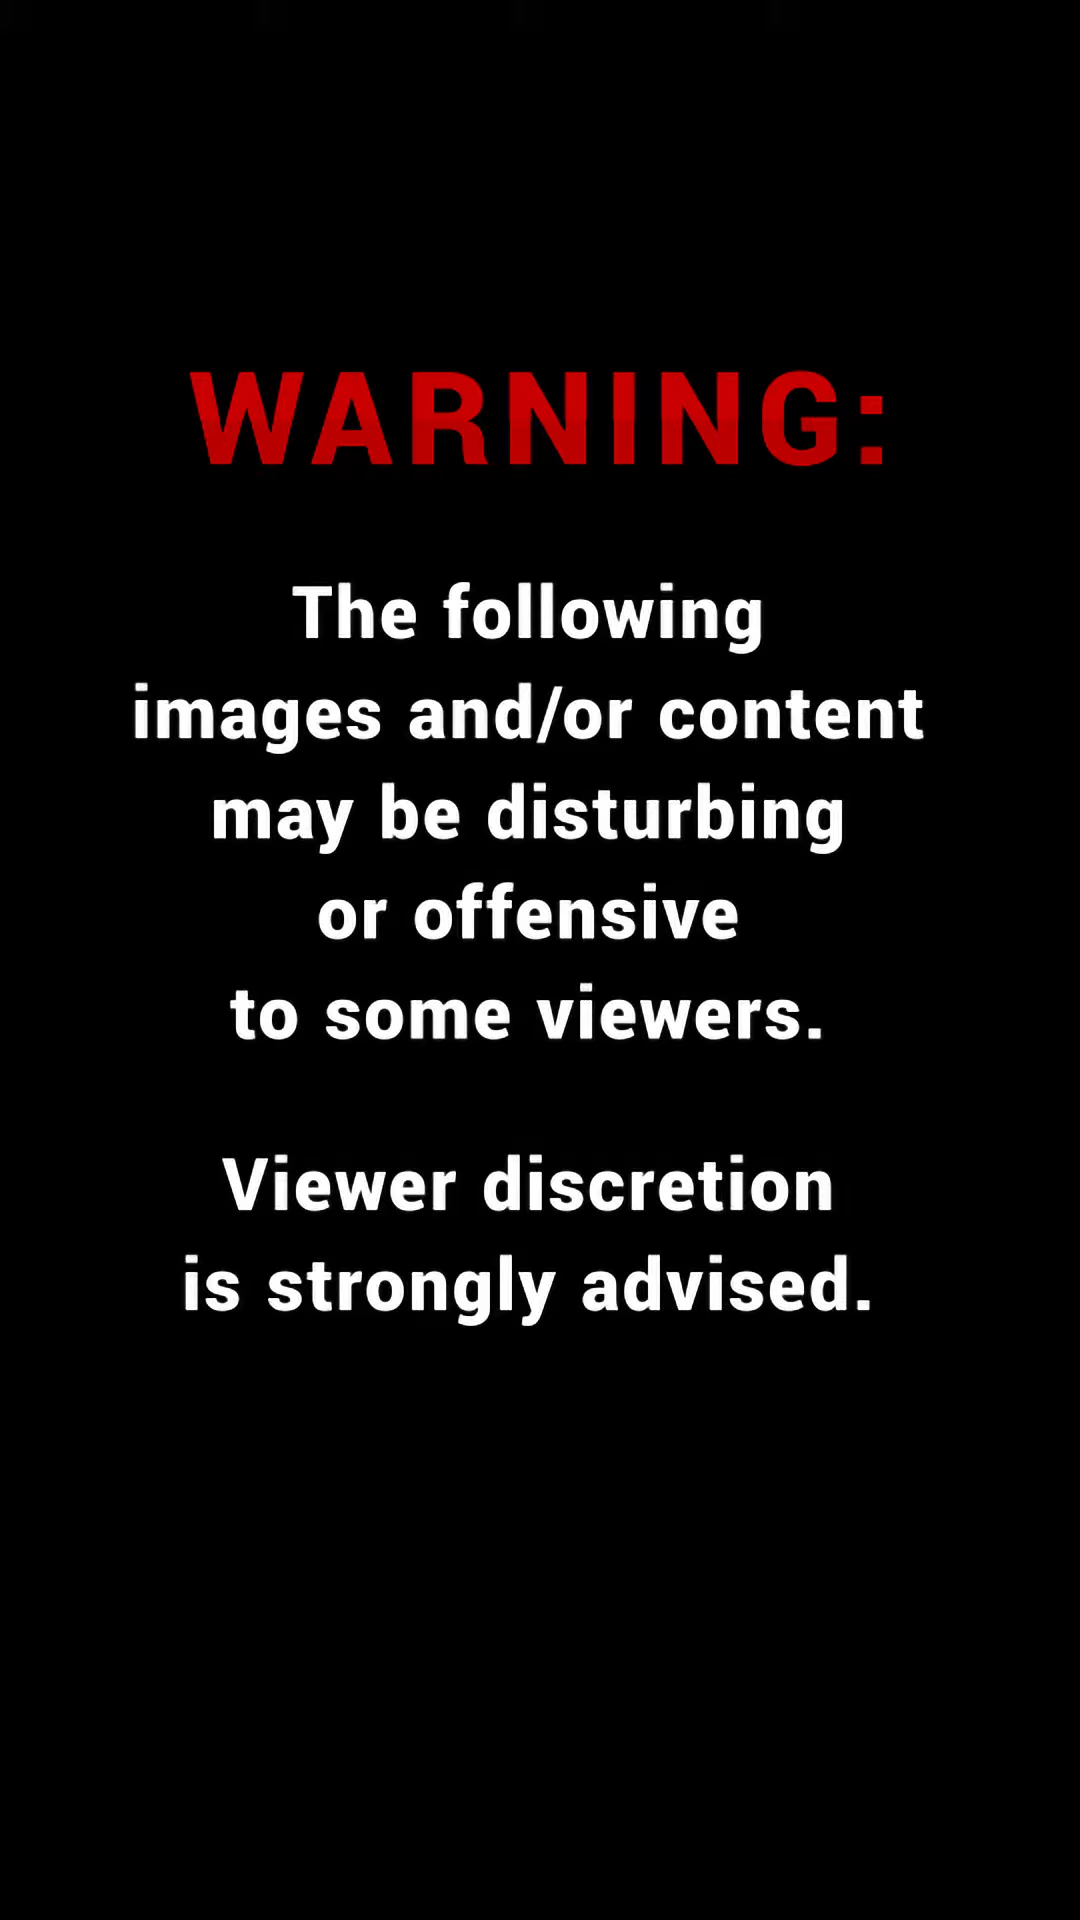 WARNING:
The following
images and/or content
may be disturbing
or offensive
to some viewers.
Viewer discretion
is strongly advised.